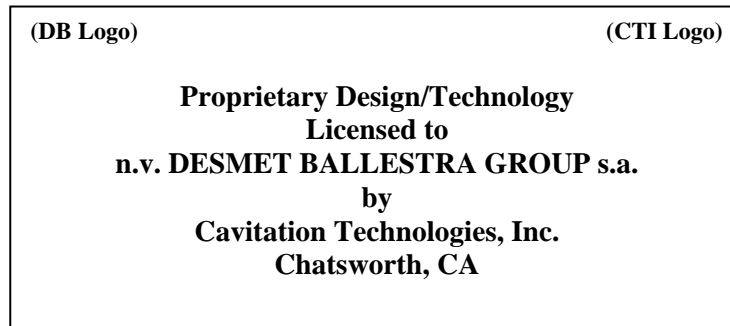 (DB Logo) (CTI Logo)
Proprietary Design/Technology
Licensed to
n.v. DESMET BALLESTRA GROUP s.a.
by
Cavitation Technologies, Inc.
Chatsworth, CA